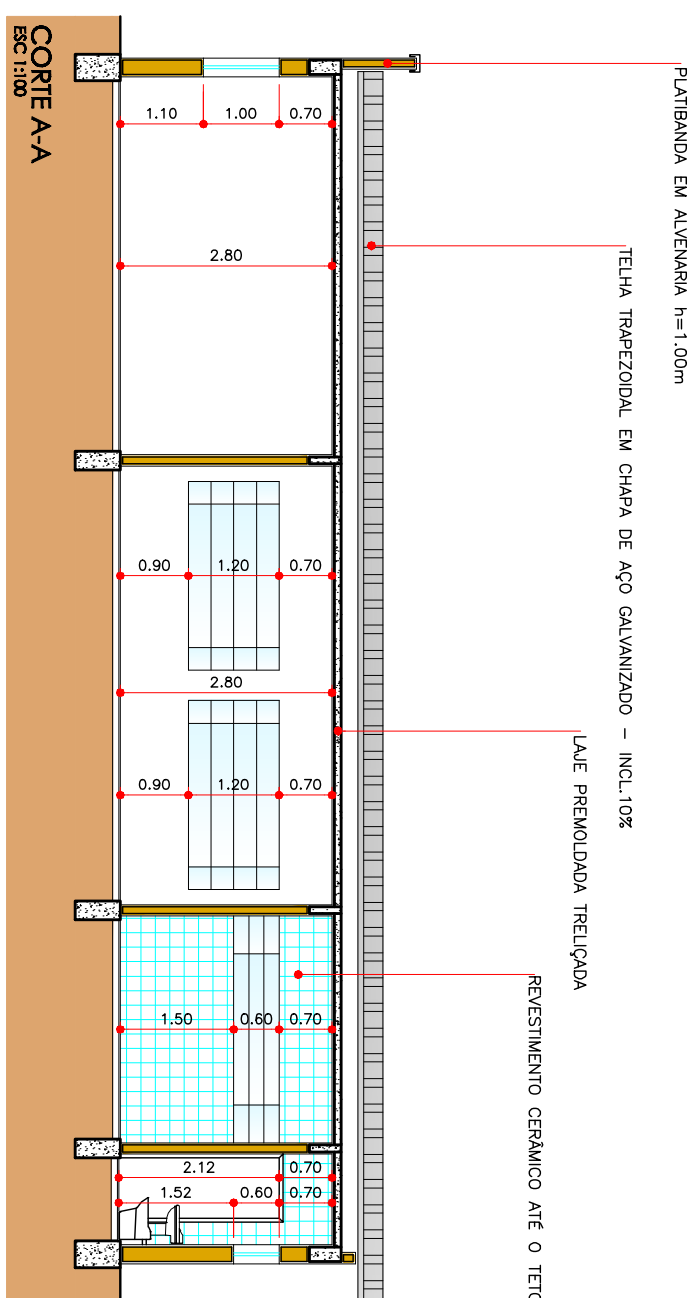 PLATIBANDA EM ALVENARIA h=1.00m
TELHA TRAPEZOIDAL EM CHAPA DE AÇO GALVANIZADO - INCL.10%
LAJE PREMOLDADA TRELIÇADA
REVESTIMENTO CERÂMICO ATÉ O TETO
1.10 1.00 0.70
2.80
0.90 1.20 0.70
2.80
0.90 1.20 0.70
1.50 0.60 0.70
2.12 0.70
1.52 0.60 0.70
CORTE A-A
ESC 1:100